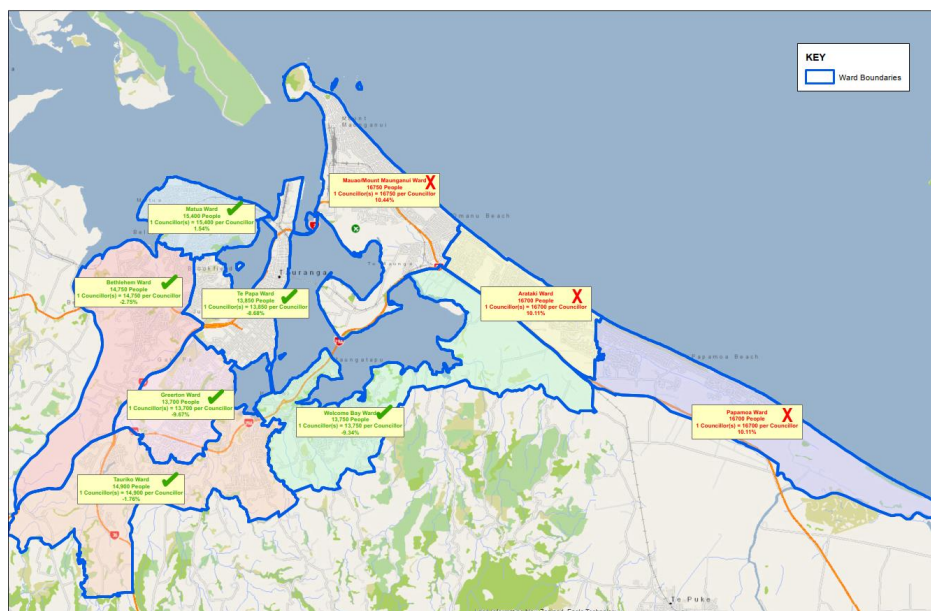 KEY
Ward Boundaries
Mount
Maunganui
Mauao/Mount Maunganui Ward
16750 People
1 Councillor(s) = 16750 per Councillor
10.44%
X
Matua Ward
15,400 People
1 Councillor(s) = 15,400 per Councillor
1.54%
Omanu Beach
Bethlehem Ward
14,750 People
1 Councillor(s) = 14,750 per Councillor
-2.75%
Tauranga
Te Papa Ward
13,850 People
1 Councillor(s) = 13,850 per Councillor
-8.68%
Arataki Ward
16700 People
1 Councillor(s) = 16700 per Councillor
10.11%
X
Papamoa Beach
Greerton Ward
13,700 People
1 Councillor(s) = 13,700 per Councillor
-9.67%
Welcome Bay Ward
13,750 People
1 Councillor(s) = 13,750 per Councillor
-9.34%
Papamoa Ward
16700 People
1 Councillor(s) = 16700 per Councillor
10.11%
X
Tauriko Ward
14,900 People
1 Councillor(s) = 14,900 per Councillor
-1.76%
Te Puke